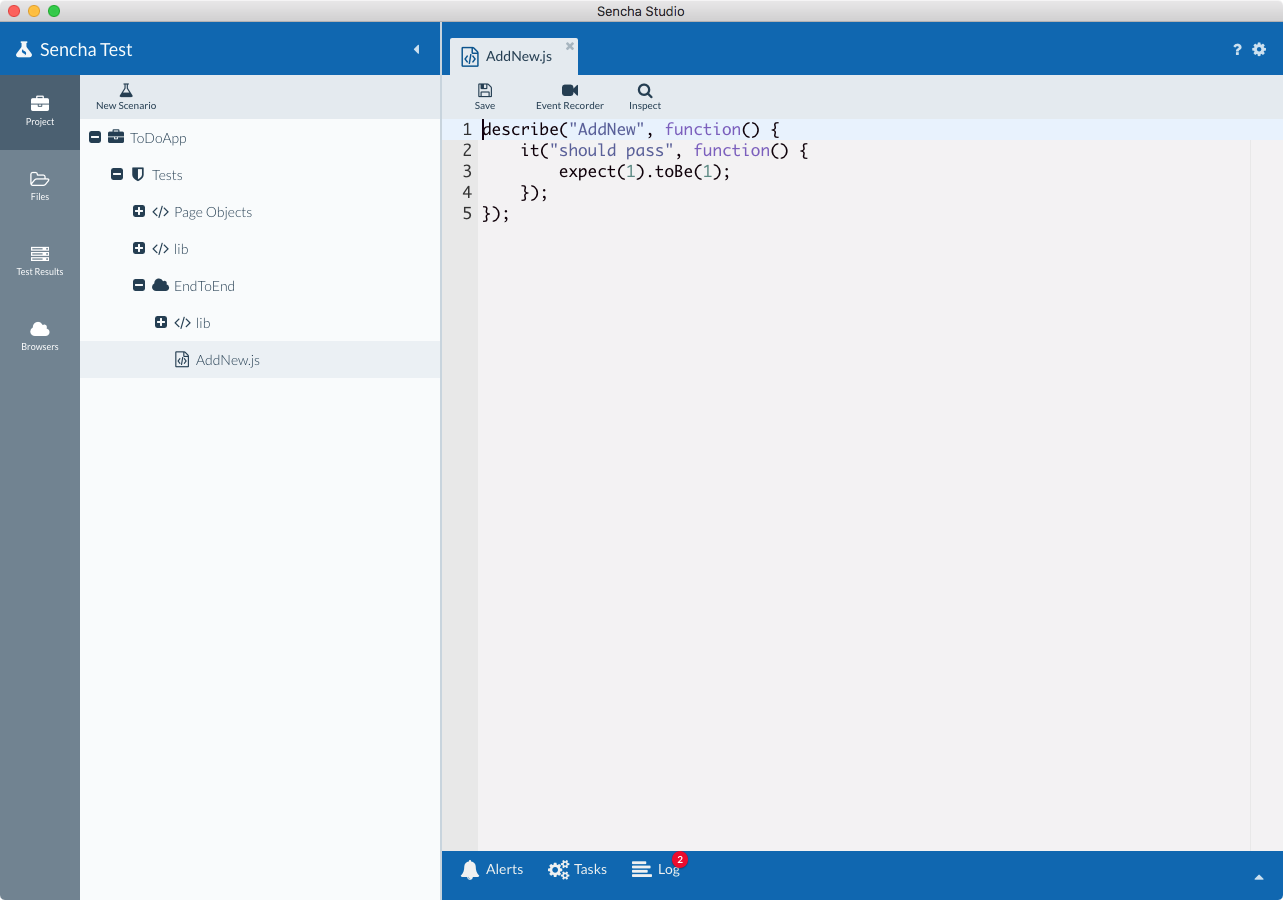 Sencha Studio
Sencha Test
AddNew.js
?
Project
Files
Test Results
Browsers
New Scenario
ToDoApp
Tests
Page Objects
lib
EndToEnd
lib
AddNew.js
Save
Event Recorder
Inspect
1 describe("AddNew", function() {
2     it("should pass", function() {
3         expect(1).toBe(1);
4     });
5 });
Alerts
Tasks
Log
2